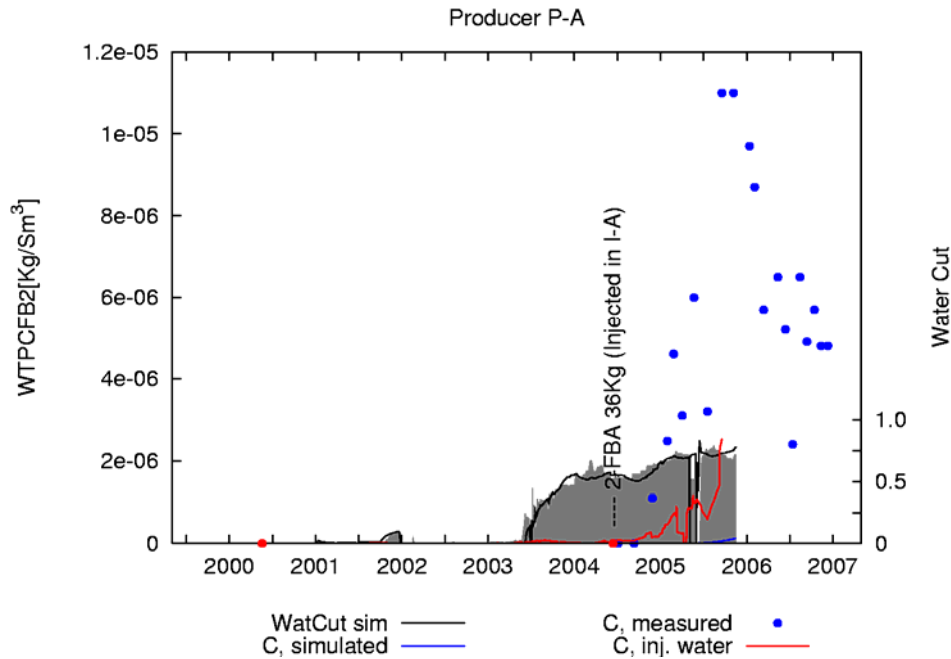 Producer P-A
1.2e-05
1e-05
8e-06
6e-06
4e-06
2e-06
0
WTPCFB2[Kg/Sm³]
2-FBA 36Kg (Injected in I-A)
Water Cut
1.0
0.5
0
2000 2001 2002 2003 2004 2005 2006 2007
WatCut sim
C, simulated
C, measured
C, inj. water